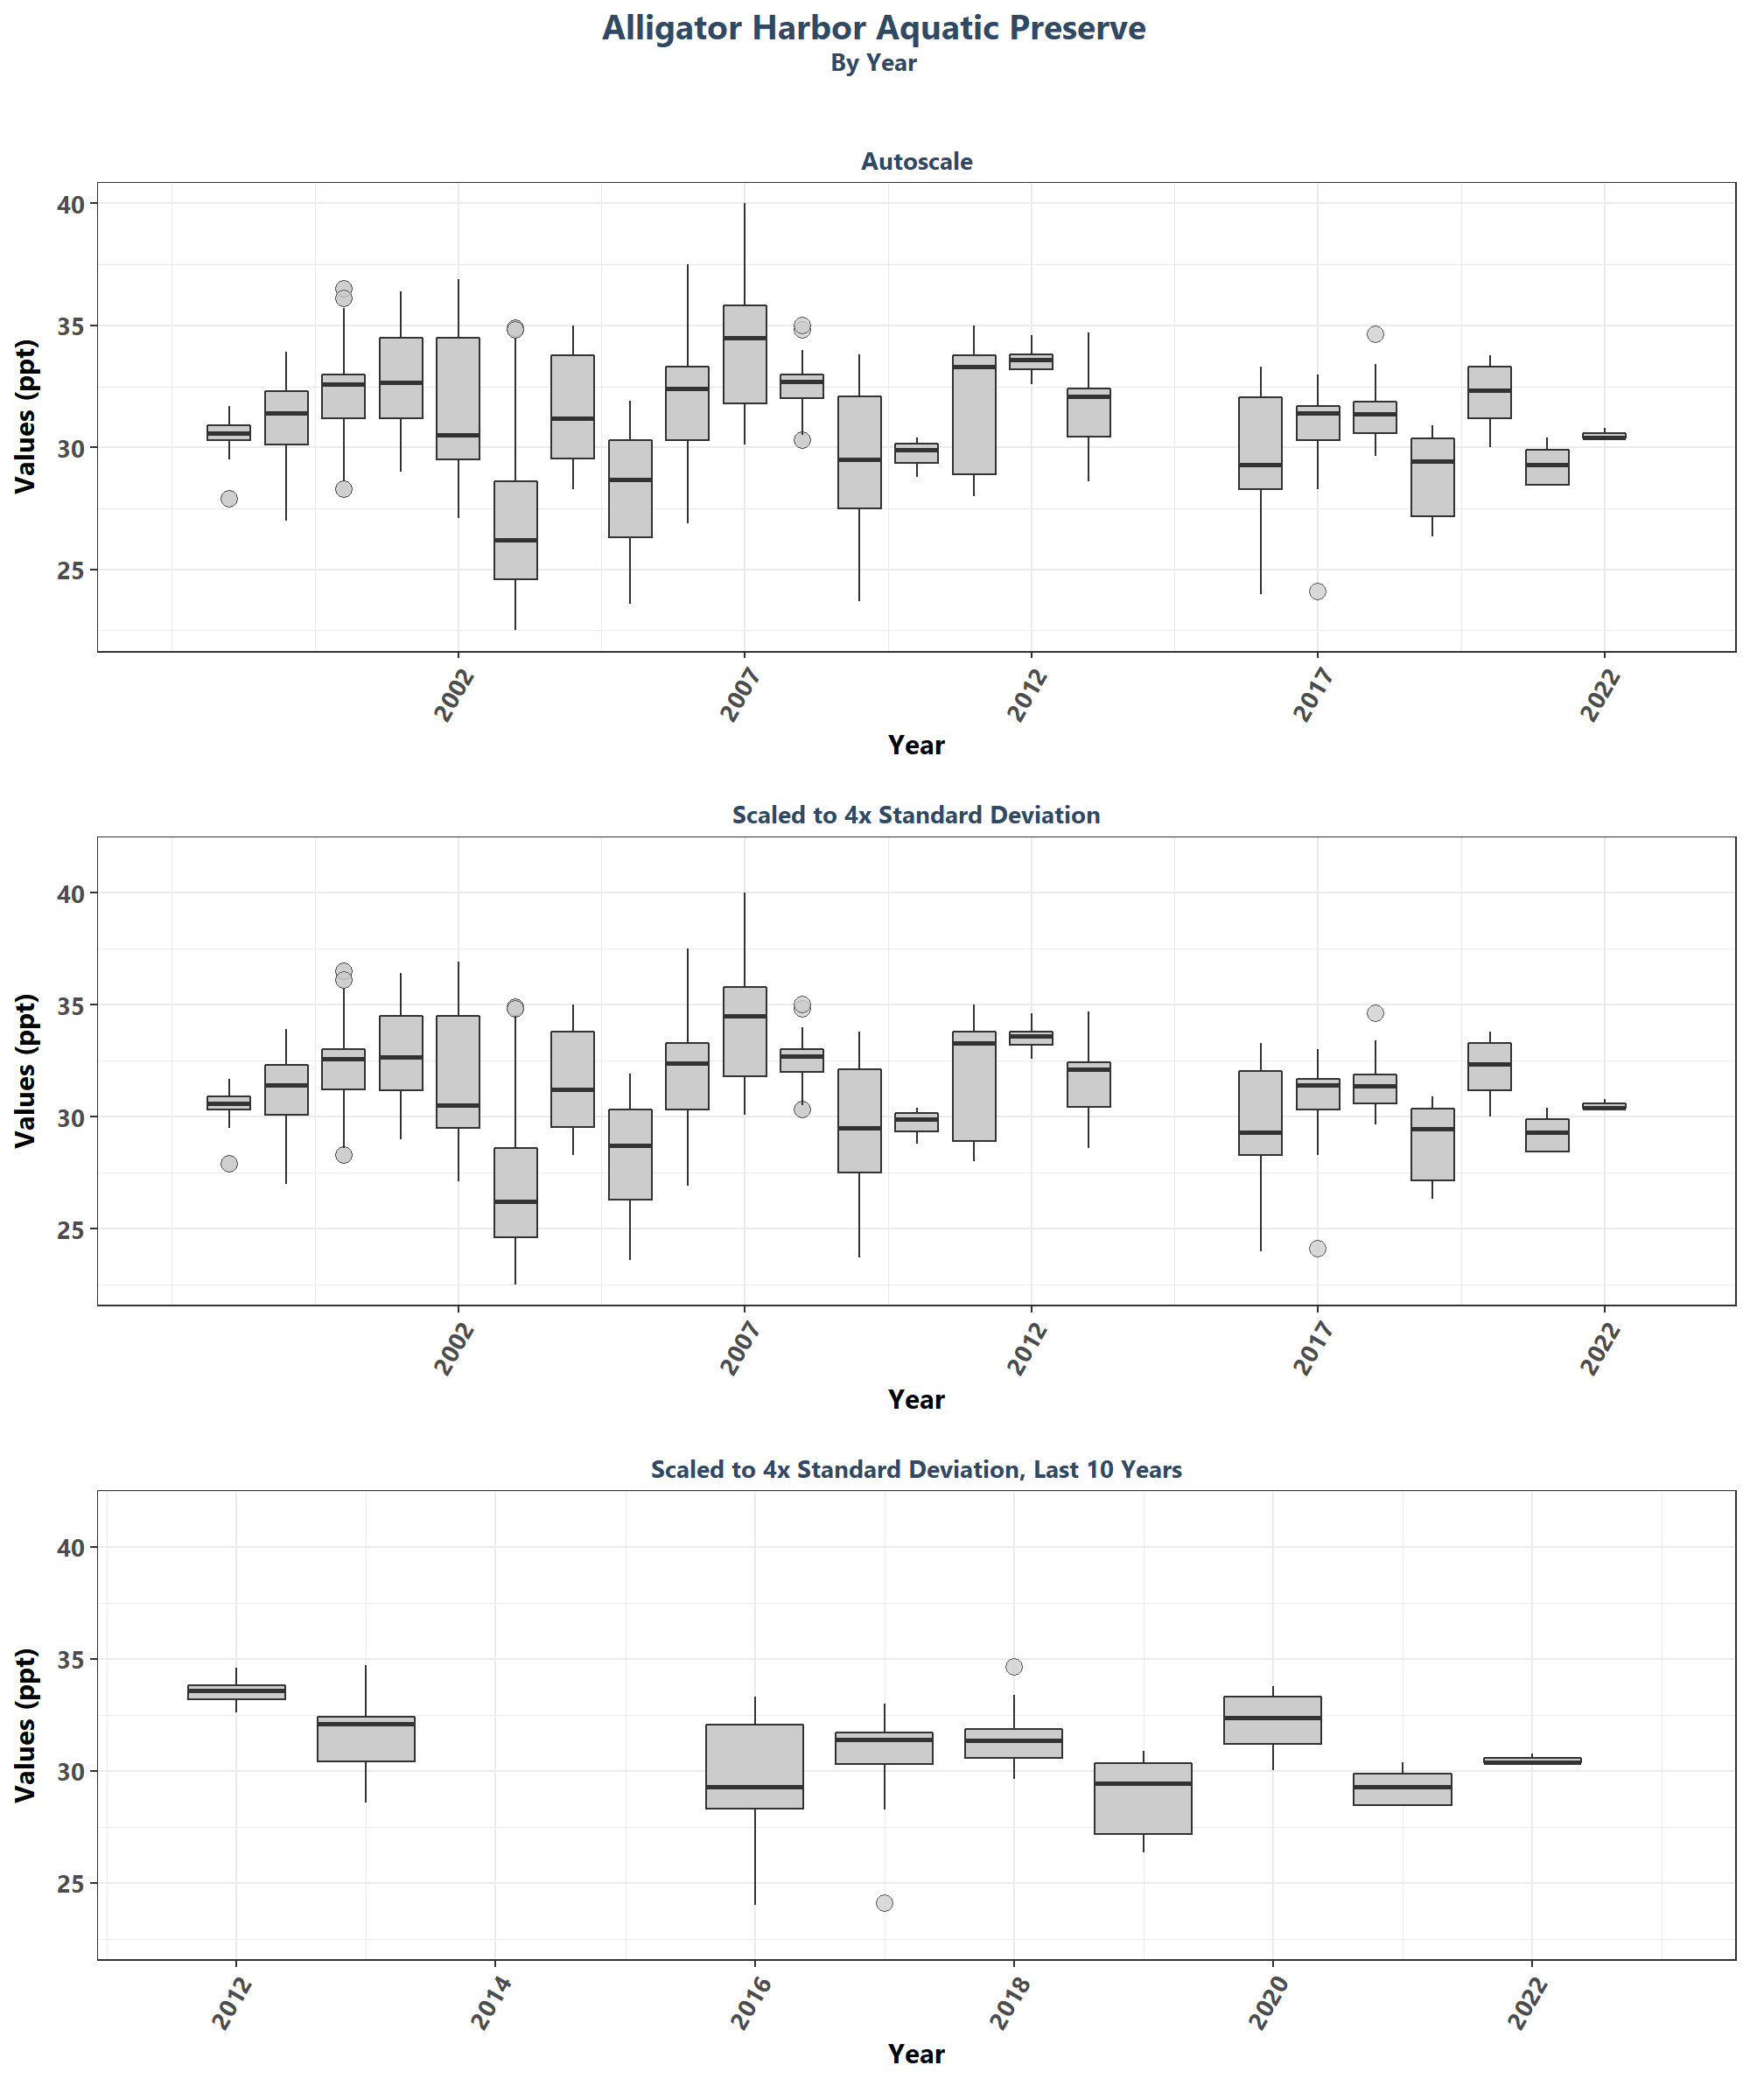 Alligator Harbor Aquatic Preserve
By Year
Autoscale
Values (ppt)
40
35
30
25
2002
2007
2012
2017
2022
Year
Scaled to 4x Standard Deviation
Values (ppt)
40
35
30
25
2002
2007
2012
2017
2022
Year
Scaled to 4x Standard Deviation, Last 10 Years
Values (ppt)
40
35
30
25
2012
2014
2016
2018
2020
2022
Year